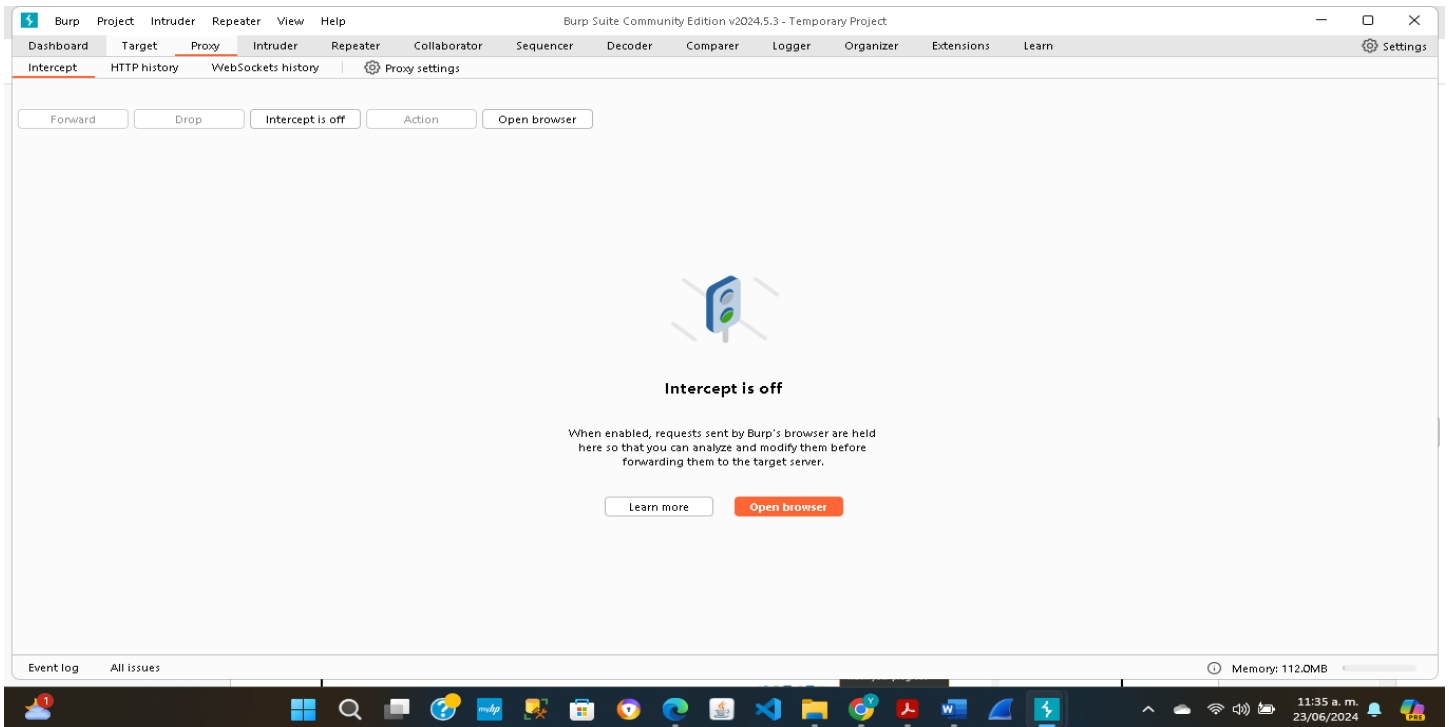 Burp Project Intruder Repeater View Help Burp Suite Community Edition v2024.5.3 - Temporary Project
Dashboard Target Proxy Intruder Repeater Collaborator Sequencer Decoder Comparer Logger Organizer Extensions Learn Settings
Intercept HTTP history WebSockets history Proxy settings
Forward Drop Intercept is off Action Open browser
Intercept is off
When enabled, requests sent by Burp's browser are held
here so that you can analyze and modify them before
forwarding them to the target server.
Learn more Open browser
Event log All issues Memory: 112.0MB
11:35 a. m.
23/06/2024